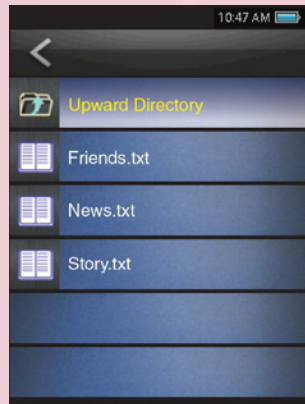 10:47 AM
Upward Directory
Friends.txt
News.txt
Story.txt